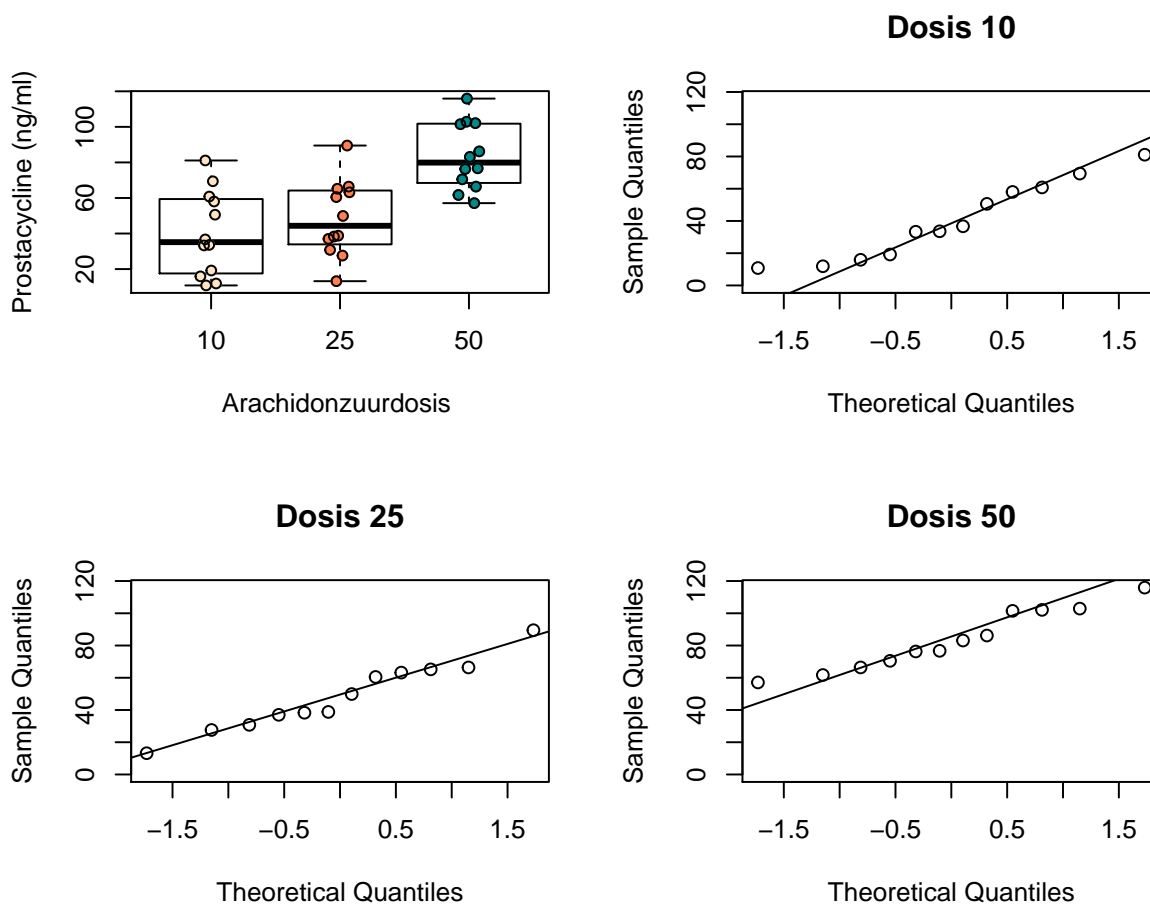 Prostacycline (ng/ml)
100
60
20
10 25 50
Arachidonzuurdosis
Dosis 10
Sample Quantiles
120
80
40
0
−1.5 −0.5 0.5 1.5
Theoretical Quantiles
Dosis 25
Sample Quantiles
120
80
40
0
−1.5 −0.5 0.5 1.5
Theoretical Quantiles
Dosis 50
Sample Quantiles
120
80
40
0
−1.5 −0.5 0.5 1.5
Theoretical Quantiles